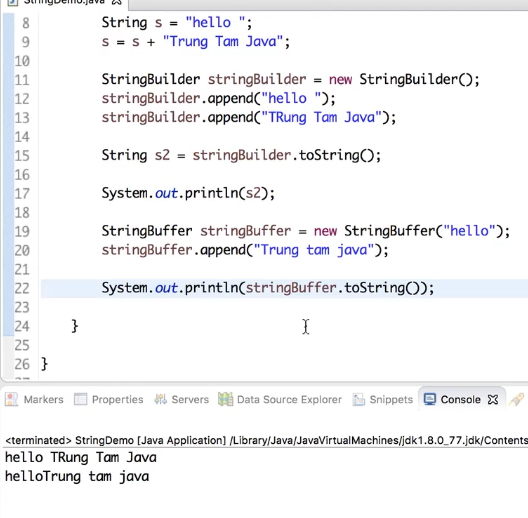 StringDemo.java
8 String s = "hello ";
9 s = s + "Trung Tam Java";
10
11 StringBuilder stringBuilder = new StringBuilder();
12 stringBuilder.append("hello ");
13 stringBuilder.append("TRung Tam Java");
14
15 String s2 = stringBuilder.toString();
16
17 System.out.println(s2);
18
19 StringBuffer stringBuffer = new StringBuffer("hello");
20 stringBuffer.append("Trung tam java");
21
22 System.out.println(stringBuffer.toString());
23
24 }
25
26 }
27
Markers Properties Servers Data Source Explorer Snippets Console
<terminated> StringDemo [Java Application] /Library/Java/JavaVirtualMachines/jdk1.8.0_77.jdk/Contents
hello TRung Tam Java
helloTrung tam java